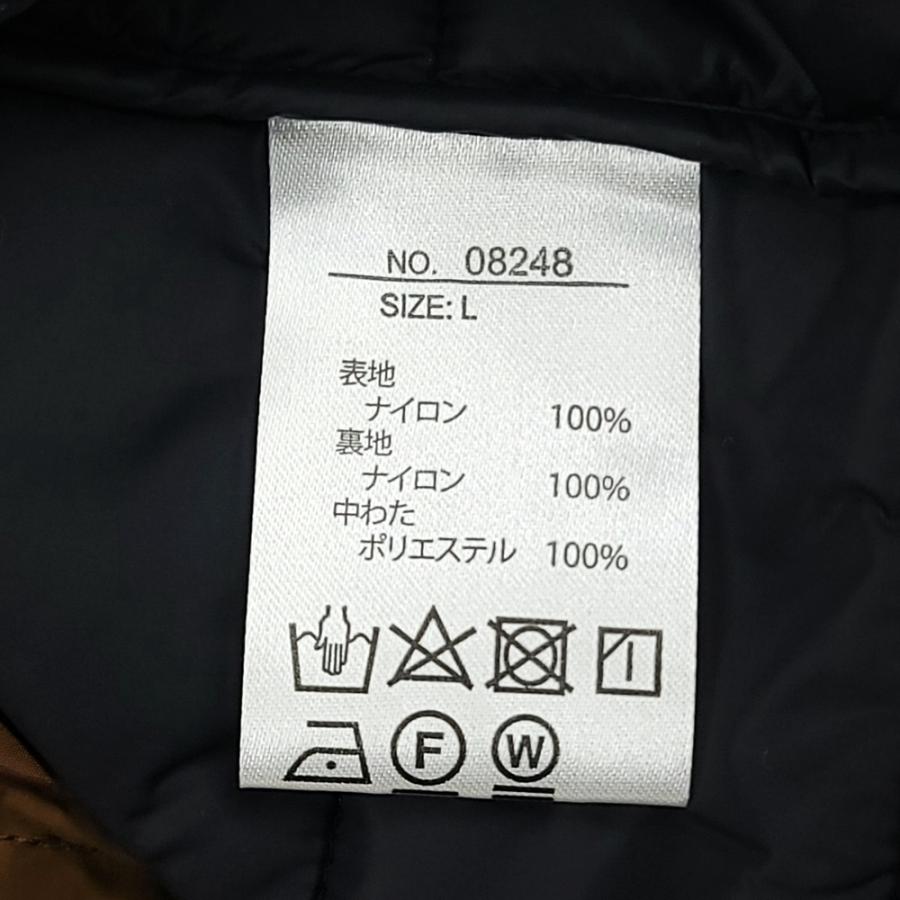 NO. 08248
SIZE: L
表地
ナイロン 100%
裏地
ナイロン 100%
中わた
ポリエステル 100%
F W